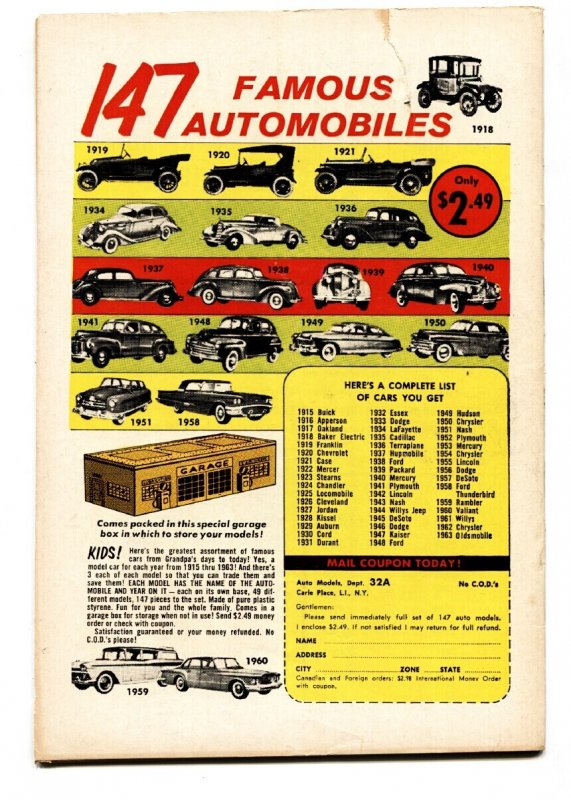 147 FAMOUS
AUTOMOBILES
1918
1919
1920
1921
Only
$2.49
1934
1935
1936
1937
1938
1939
1940
1941
1948
1949
1950
1951
1958
GARAGE
Comes packed in this special garage
box in which to store your models!
KIDS! Here's the greatest assortment of famous
cars from Grandpa's days to today! Yes, a
model car for each year from 1915 thru 1963! And there's
3 each of each model so that you can trade them and
save them! EACH MODEL HAS THE NAME OF THE AUTO-
MOBILE AND YEAR ON IT — each on its own base, 49 dif-
ferent models, 147 pieces to the set. Made of pure plastic
styrene. Fun for you and the whole family. Comes in a
garage box for storage when not in use! Send $2.49 money
order or check with coupon.
Satisfaction guaranteed or your money refunded. No
C.O.D.'s please!
1959
1960
HERE'S A COMPLETE LIST
OF CARS YOU GET
1915 Buick
1916 Apperson
1917 Oakland
1918 Baker Electric
1919 Franklin
1920 Chevrolet
1921 Case
1922 Mercer
1923 Stearns
1924 Chandler
1925 Locomobile
1926 Cleveland
1927 Jordan
1928 Kissel
1929 Auburn
1930 Cord
1931 Durant
1932 Essex
1933 Dodge
1934 LaFayette
1935 Cadillac
1936 Terraplane
1937 Hupmobile
1938 Ford
1939 Packard
1940 Mercury
1941 Plymouth
1942 Lincoln
1943 Nash
1944 Willys Jeep
1945 DeSoto
1946 Dodge
1947 Kaiser
1948 Ford
1949 Hudson
1950 Chrysler
1951 Nash
1952 Plymouth
1953 Mercury
1954 Chrysler
1955 Lincoln
1956 Dodge
1957 DeSoto
1958 Ford
Thunderbird
1959 Rambler
1960 Valiant
1961 Willys
1962 Chrysler
1963 Oldsmobile
MAIL COUPON TODAY!
Auto Models, Dept. 32A No C.O.D.'s
Carle Place, L.I., N.Y.
Gentlemen:
Please send immediately full set of 147 auto models.
I enclose $2.49. If not satisfied I may return for full refund.
NAME
ADDRESS
CITY ZONE STATE
Canadian and Foreign orders: $2.98 International Money Order
with coupon.